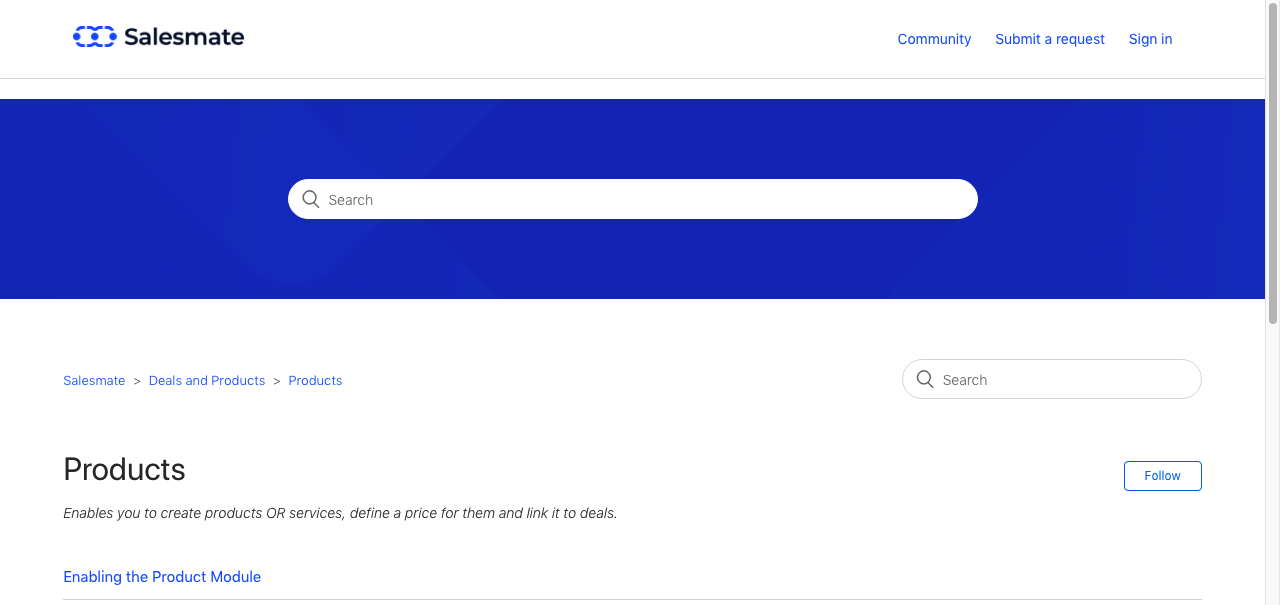 Salesmate
Community Submit a request Sign in
Search
Salesmate > Deals and Products > Products
Search
Products
Follow
Enables you to create products OR services, define a price for them and link it to deals.
Enabling the Product Module